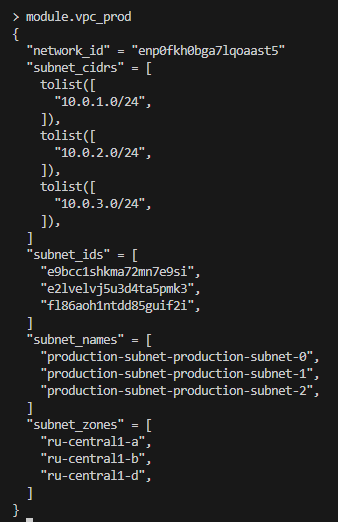 > module.vpc_prod
{
  "network_id" = "enp0fkh0bga7lqoaast5"
  "subnet_cidrs" = [
    tolist([
      "10.0.1.0/24",
    ]),
    tolist([
      "10.0.2.0/24",
    ]),
    tolist([
      "10.0.3.0/24",
    ]),
  ]
  "subnet_ids" = [
    "e9bcc1shkma72mn7e9si",
    "e2lvelvj5u3d4ta5pmk3",
    "fl86aoh1ntdd85guif2i",
  ]
  "subnet_names" = [
    "production-subnet-production-subnet-0",
    "production-subnet-production-subnet-1",
    "production-subnet-production-subnet-2",
  ]
  "subnet_zones" = [
    "ru-central1-a",
    "ru-central1-b",
    "ru-central1-d",
  ]
}